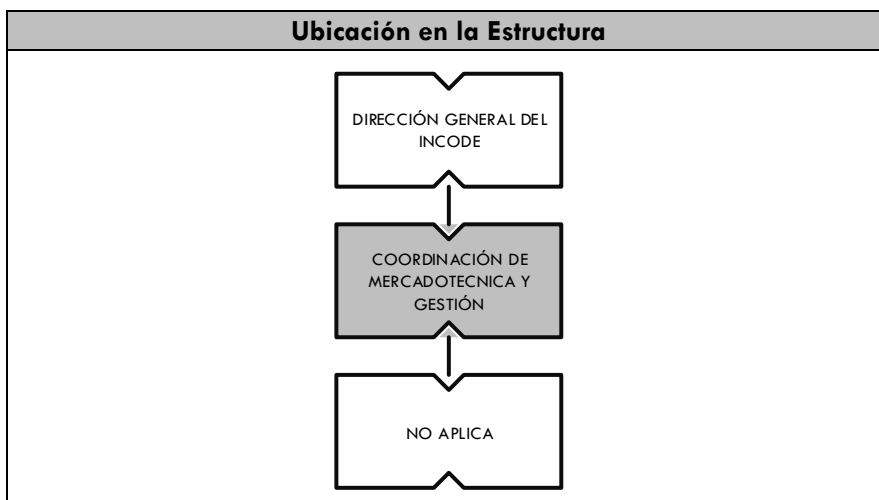 Ubicación en la Estructura
DIRECCIÓN GENERAL DEL
INCODE
COORDINACIÓN DE
MERCADOTECNICA Y
GESTIÓN
NO APLICA